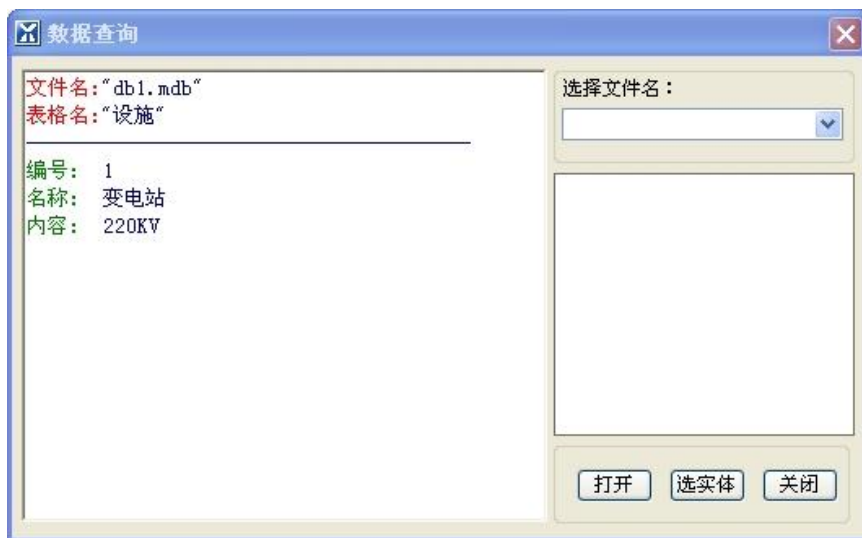 数据查询
文件名:"db1.mdb"
表格名:"设施"
编号: 1
名称: 变电站
内容: 220KV
选择文件名:
打开
选实体
关闭